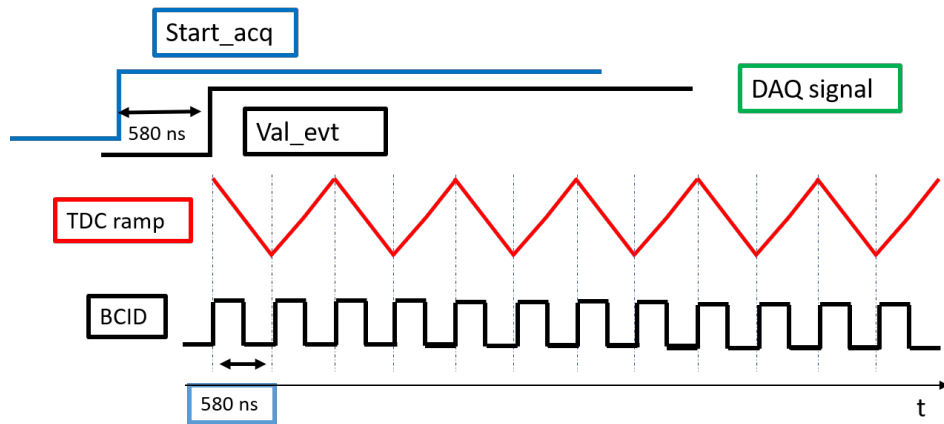 Start_acq
DAQ signal
580 ns
Val_evt
TDC ramp
BCID
580 ns
t